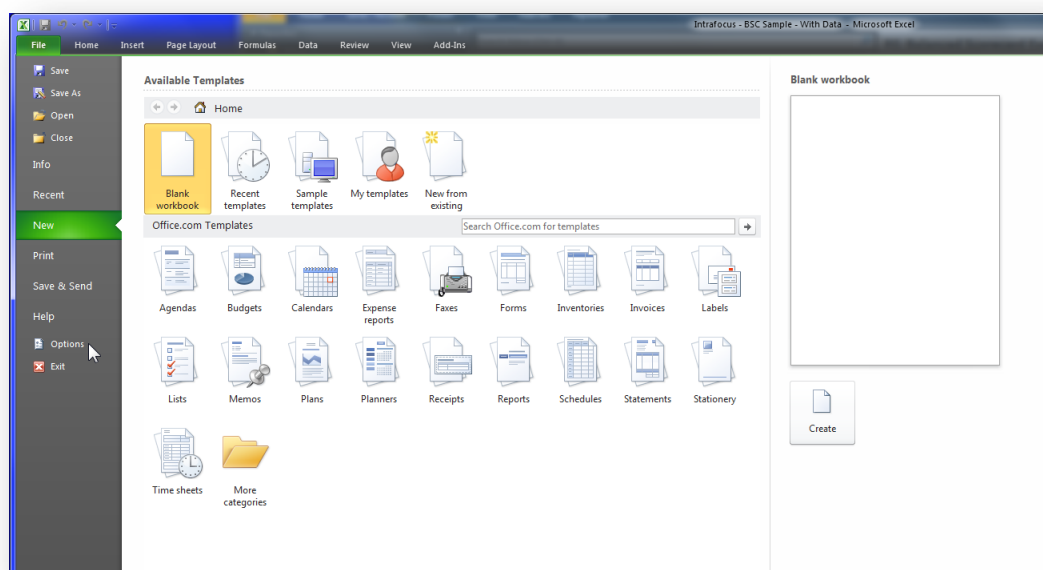 Intrafocus - BSC Sample - With Data - Microsoft Excel
File Home Insert Page Layout Formulas Data Review View Add-Ins
Save
Save As
Open
Close
Info
Recent
New
Print
Save & Send
Help
Options
Exit
Available Templates
Home
Blank workbook
Recent templates
Sample templates
My templates
New from existing
Office.com Templates
Search Office.com for templates
Agendas
Budgets
Calendars
Expense reports
Faxes
Forms
Inventories
Invoices
Labels
Lists
Memos
Plans
Planners
Receipts
Reports
Schedules
Statements
Stationery
Time sheets
More categories
Blank workbook
Create